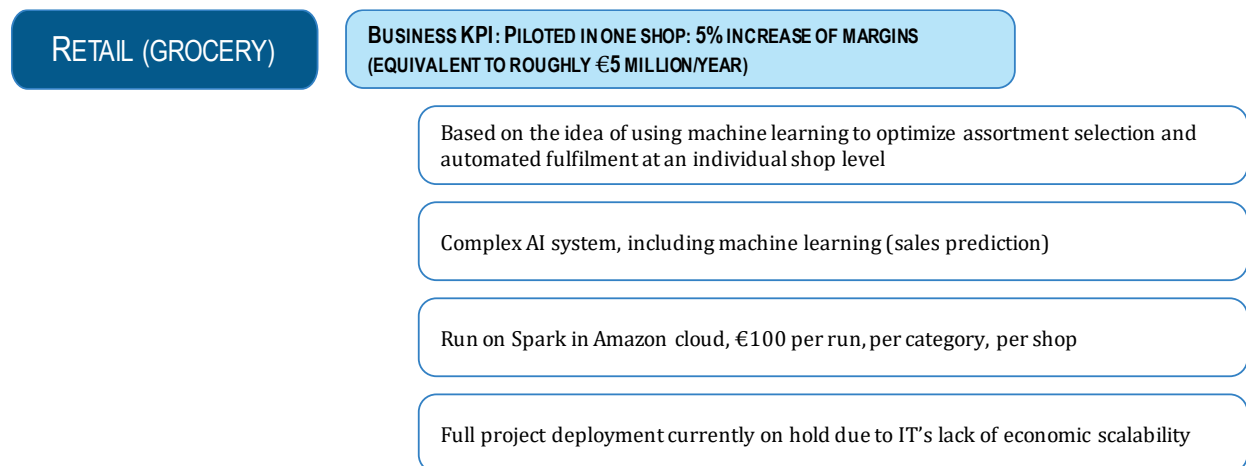 RETAIL (GROCERY)
BUSINESS KPI: PILOTED IN ONE SHOP: 5% INCREASE OF MARGINS
(EQUIVALENT TO ROUGHLY €5 MILLION/YEAR)
Based on the idea of using machine learning to optimize assortment selection and
automated fulfilment at an individual shop level
Complex AI system, including machine learning (sales prediction)
Run on Spark in Amazon cloud, €100 per run, per category, per shop
Full project deployment currently on hold due to IT's lack of economic scalability